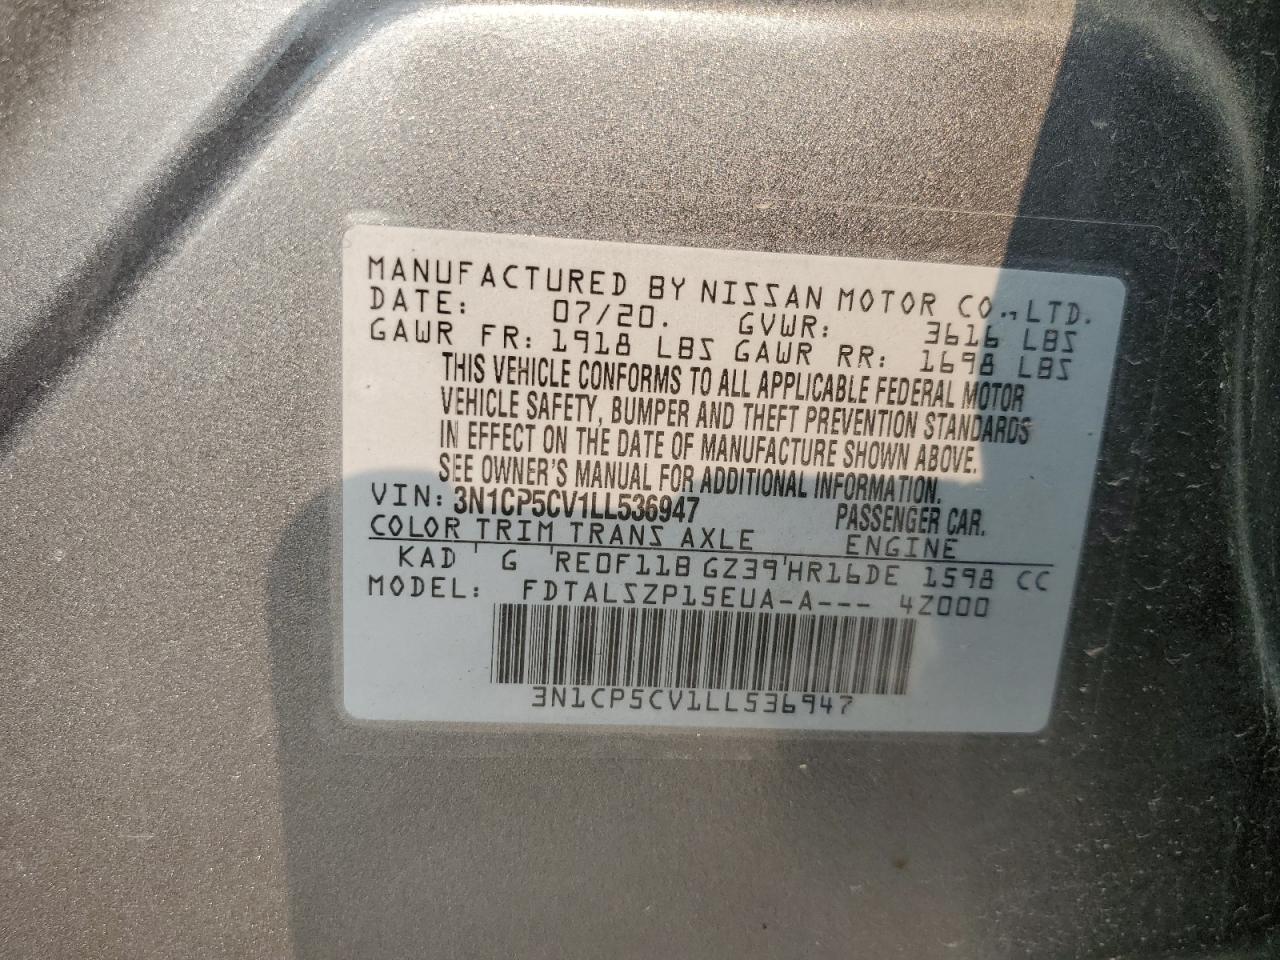 MANUFACTURED BY NISSAN MOTOR CO., LTD.
DATE: 07/20. GVWR: 3616 LBS
GAWR FR: 1918 LBS GAWR RR: 1698 LBS
THIS VEHICLE CONFORMS TO ALL APPLICABLE FEDERAL MOTOR
VEHICLE SAFETY, BUMPER AND THEFT PREVENTION STANDARDS
IN EFFECT ON THE DATE OF MANUFACTURE SHOWN ABOVE.
SEE OWNER'S MANUAL FOR ADDITIONAL INFORMATION.
VIN: 3N1CP5CV1LL536947 PASSENGER CAR.
COLOR TRIM TRANS AXLE ENGINE
KAD ' G ' RE0F11B GZ39 ' HR16DE 1598 CC
MODEL: FDTALSZP15EUA-A--- 4Z000
3N1CP5CV1LL536947